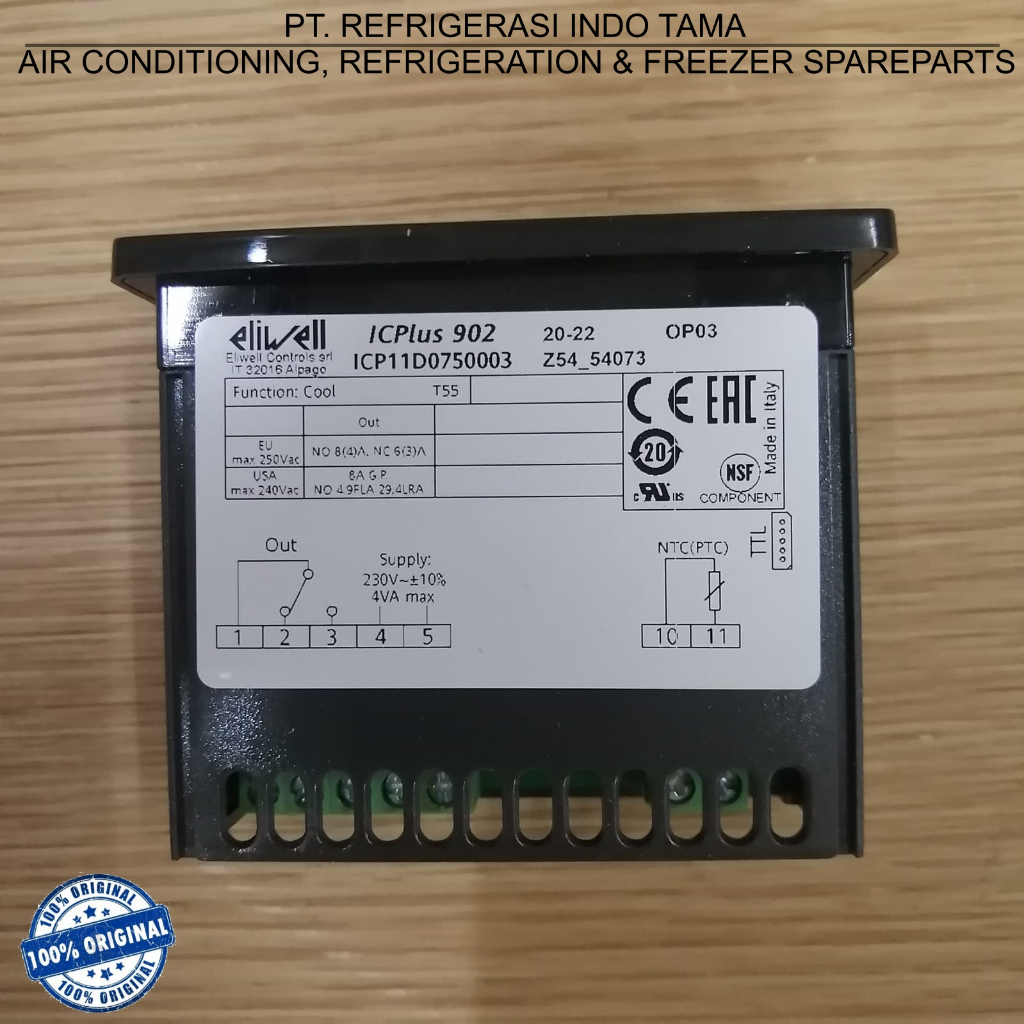 PT. REFRIGERASI INDO TAMA
AIR CONDITIONING, REFRIGERATION & FREEZER SPAREPARTS
eliwell ICPlus 902 20-22 OP03
Eliwell Controls srl
IT 32016 Alpago
ICP11D0750003 Z54_54073
Function: Cool T55
Out
EU
max 250Vac
NO 8(4)A, NC 6(3)A
USA
max 240Vac
8A G.P.
NO 4.9FLA 29.4LRA
CE EAC
20
c RU us
NSF
COMPONENT
Made in Italy
Out
Supply:
230V~±10%
4VA max
1 2 3 4 5
NTC(PTC)
TTL
10 11
100% ORIGINAL
100% ORIGINAL
100% ORIGINAL